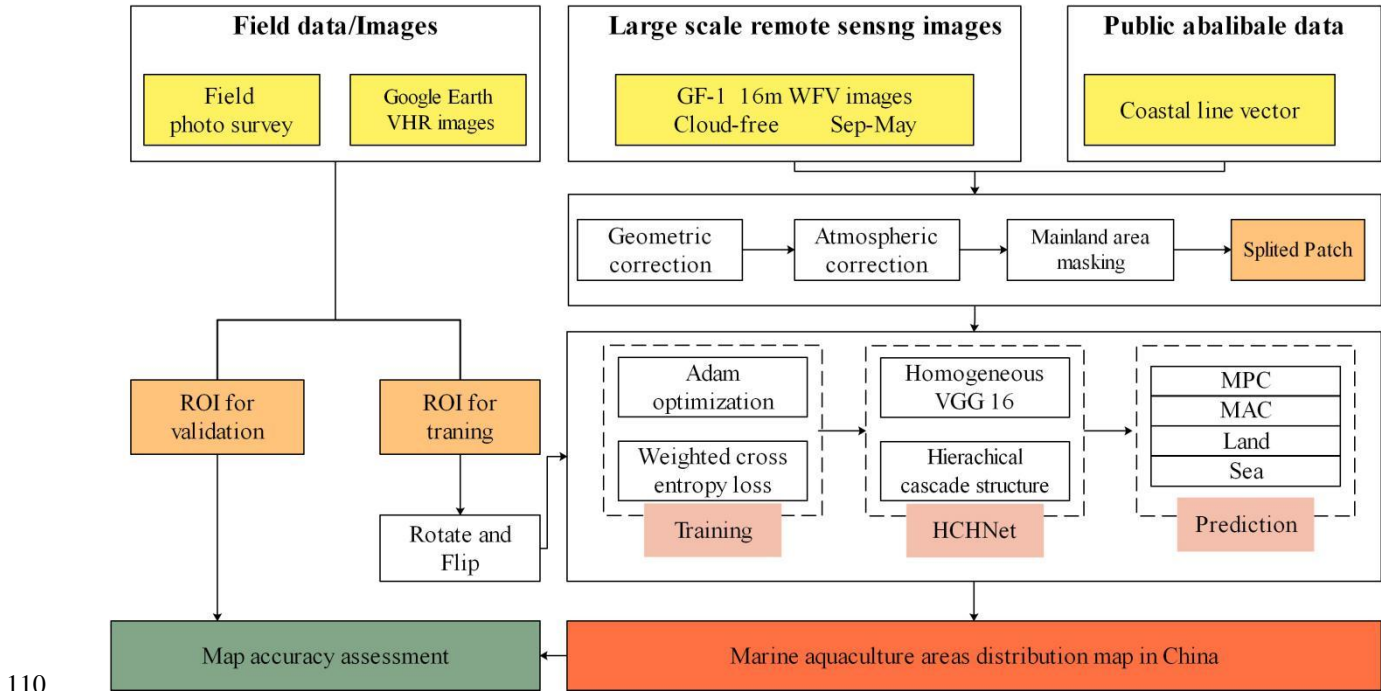 Field data/Images
Field
photo survey
Google Earth
VHR images
Large scale remote sensng images
GF-1 16m WFV images
Cloud-free Sep-May
Public abalibale data
Coastal line vector
Geometric
correction
Atmospheric
correction
Mainland area
masking
Splited Patch
ROI for
validation
ROI for
traning
Rotate and
Flip
Adam
optimization
Weighted cross
entropy loss
Training
Homogeneous
VGG 16
Hierachical
cascade structure
HCHNet
MPC
MAC
Land
Sea
Prediction
Map accuracy assessment
Marine aquaculture areas distribution map in China
110